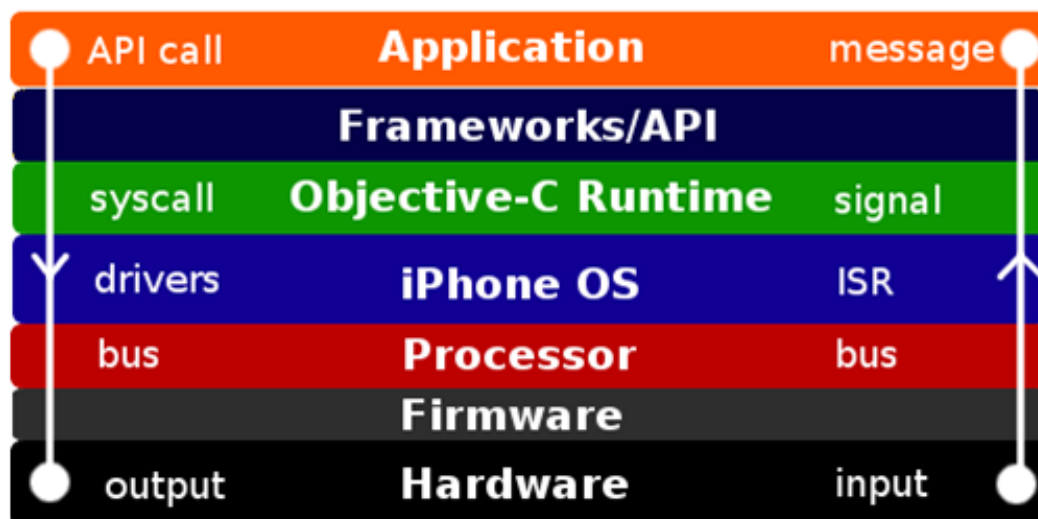 API call Application message
Frameworks/API
syscall Objective-C Runtime signal
drivers iPhone OS ISR
bus Processor bus
Firmware
output Hardware input